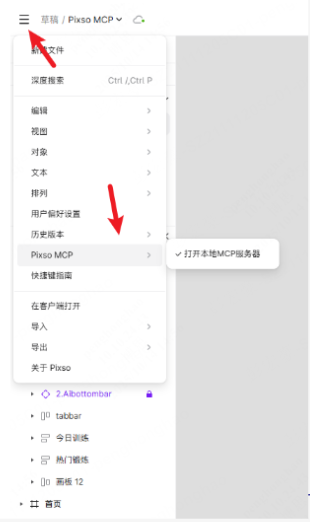 草稿 / Pixso MCP
新建文件
深度搜索 Ctrl /,Ctrl P
编辑
视图
对象
文本
排列
用户偏好设置
历史版本
Pixso MCP
打开本地MCP服务器
快捷键指南
在客户端打开
导入
导出
关于 Pixso
2.AIbottombar
tabbar
今日训练
热门锻炼
画板 12
首页